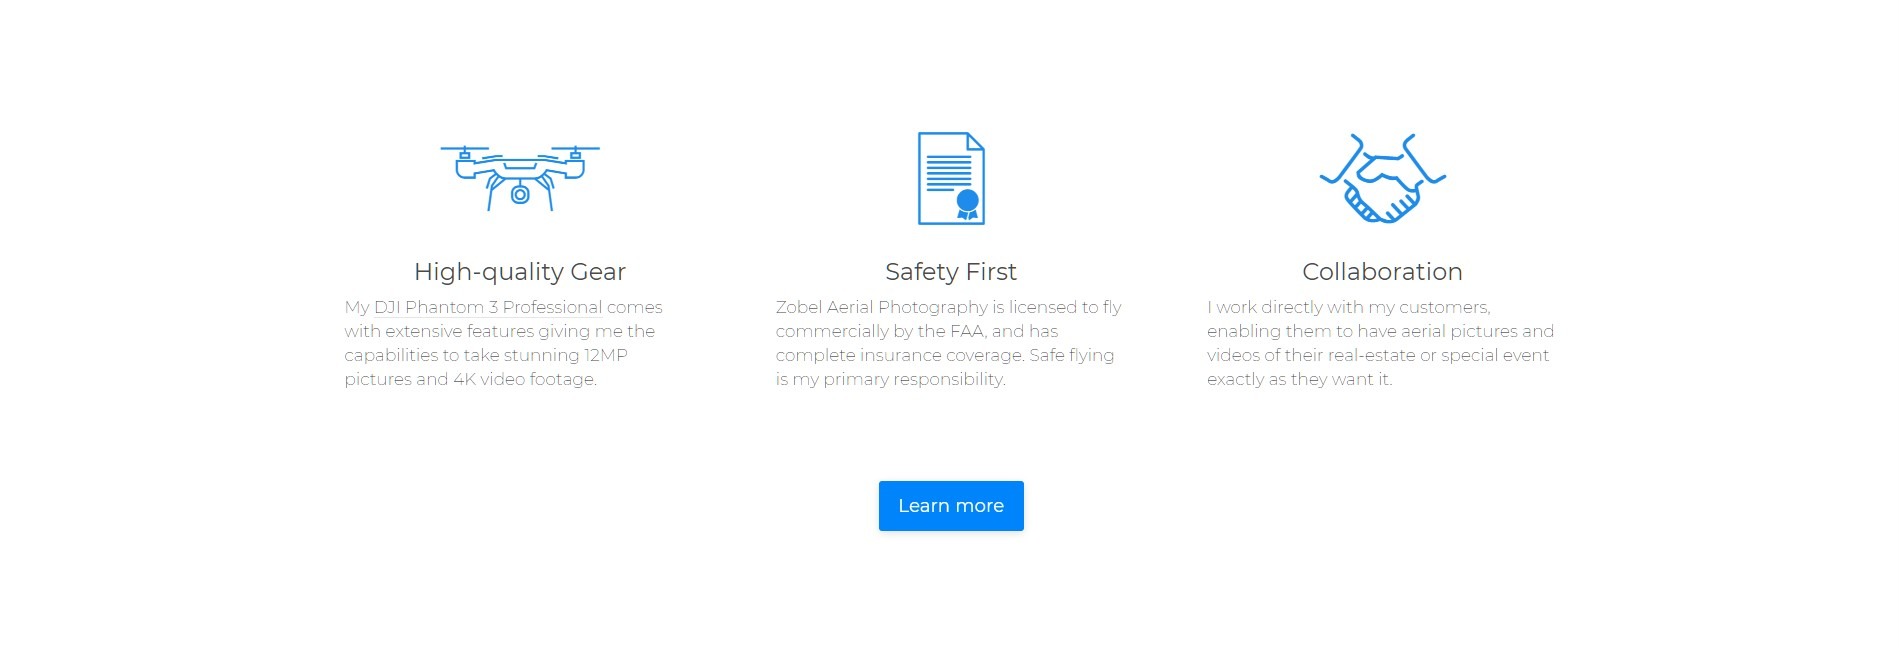 High-quality Gear
My DJI Phantom 3 Professional comes
with extensive features giving me the
capabilities to take stunning 12MP
pictures and 4K video footage.
Safety First
Zobel Aerial Photography is licensed to fly
commercially by the FAA, and has
complete insurance coverage. Safe flying
is my primary responsibility.
Collaboration
I work directly with my customers,
enabling them to have aerial pictures and
videos of their real-estate or special event
exactly as they want it.
Learn more